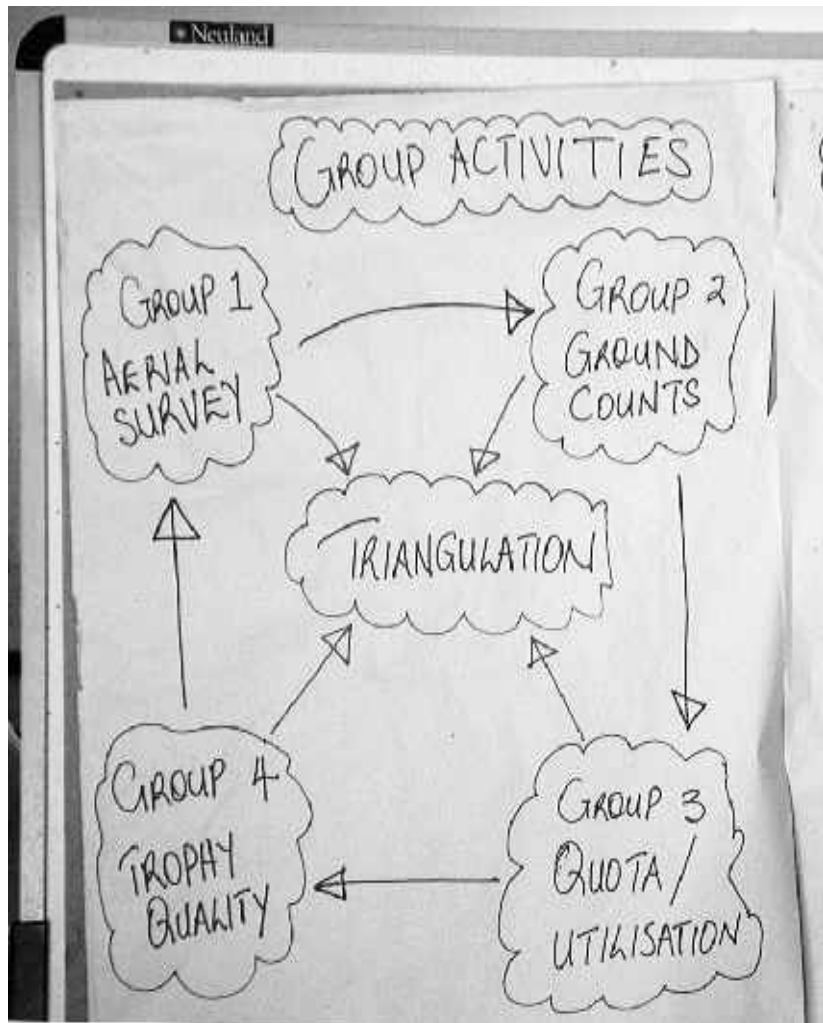 Neuland
GROUP ACTIVITIES
GROUP 1
AERIAL
SURVEY
GROUP 2
GROUND
COUNTS
TRIANGULATION
GROUP 4
TROPHY
QUALITY
GROUP 3
QUOTA/
UTILISATION